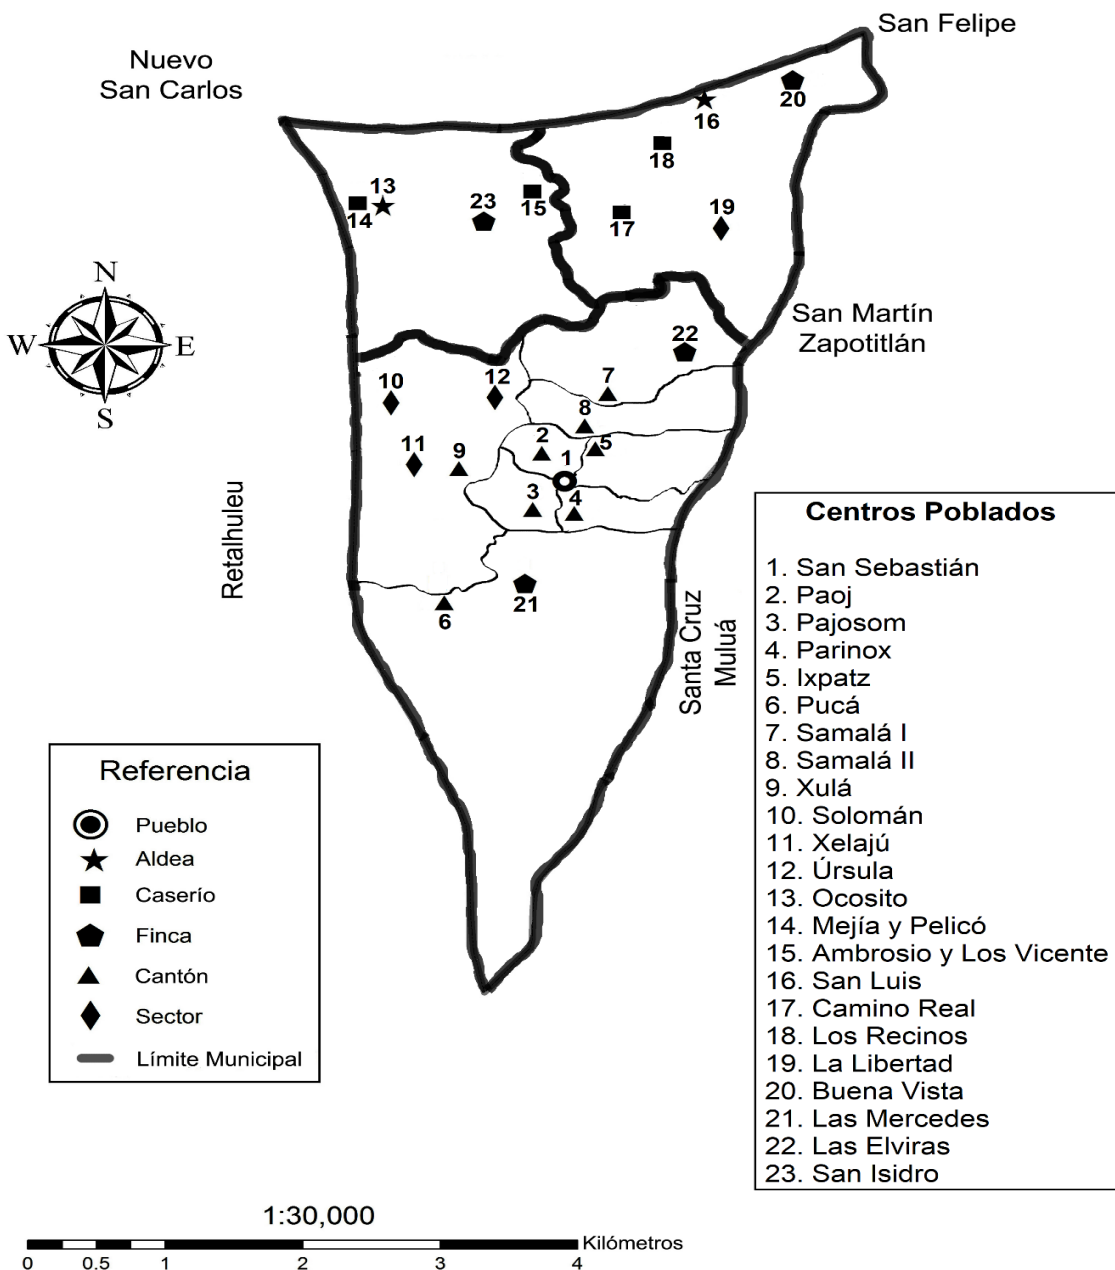 San Felipe
Nuevo
San Carlos
20
16
18
13
14
23
15
17
19
N
W
E
S
San Martín
Zapotitlán
22
10
12
7
8
11
9
2
1
5
3
4
Retalhuleu
6
21
Santa Cruz
Muluá
Centros Poblados
1. San Sebastián
2. Paoj
3. Pajosom
4. Parinox
5. Ixpatz
6. Pucá
7. Samalá I
8. Samalá II
9. Xulá
10. Solomán
11. Xelajú
12. Úrsula
13. Ocosito
14. Mejía y Pelicó
15. Ambrosio y Los Vicente
16. San Luis
17. Camino Real
18. Los Recinos
19. La Libertad
20. Buena Vista
21. Las Mercedes
22. Las Elviras
23. San Isidro
Referencia
Pueblo
Aldea
Caserío
Finca
Cantón
Sector
Límite Municipal
1:30,000
Kilómetros
0 0.5 1 2 3 4